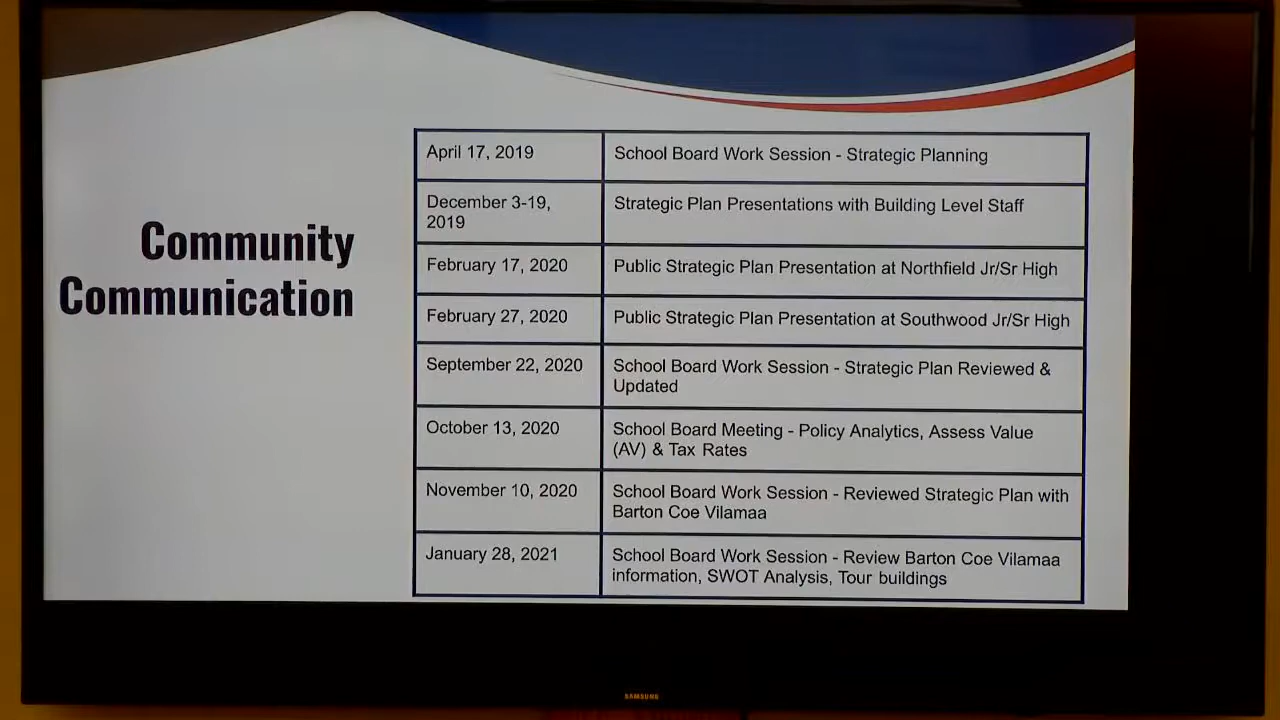 Community
Communication
April 17, 2019
School Board Work Session - Strategic Planning
December 3-19,
2019
Strategic Plan Presentations with Building Level Staff
February 17, 2020
Public Strategic Plan Presentation at Northfield Jr/Sr High
February 27, 2020
Public Strategic Plan Presentation at Southwood Jr/Sr High
September 22, 2020
School Board Work Session - Strategic Plan Reviewed &
Updated
October 13, 2020
School Board Meeting - Policy Analytics, Assess Value
(AV) & Tax Rates
November 10, 2020
School Board Work Session - Reviewed Strategic Plan with
Barton Coe Vilamaa
January 28, 2021
School Board Work Session - Review Barton Coe Vilamaa
information, SWOT Analysis, Tour buildings
SAMSUNG